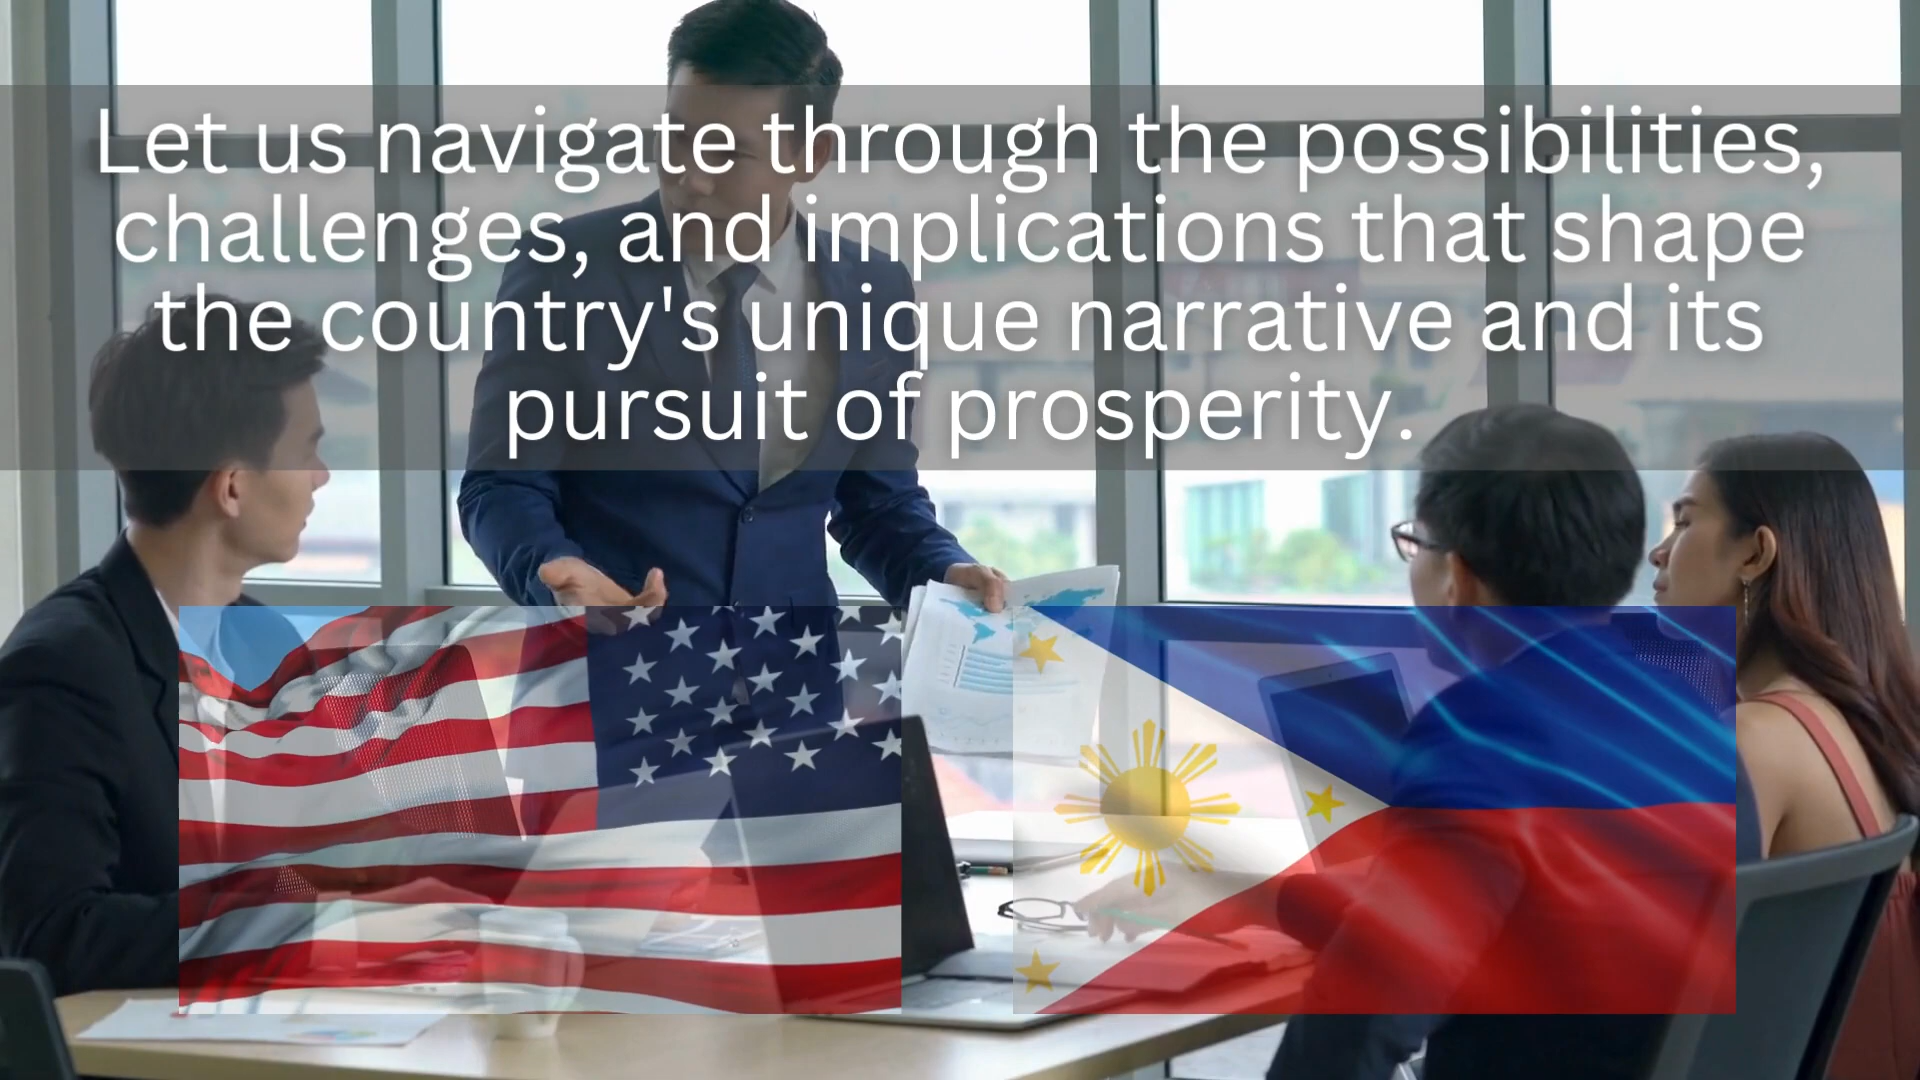 Let us navigate through the possibilities,
challenges, and implications that shape
the country's unique narrative and its
pursuit of prosperity.